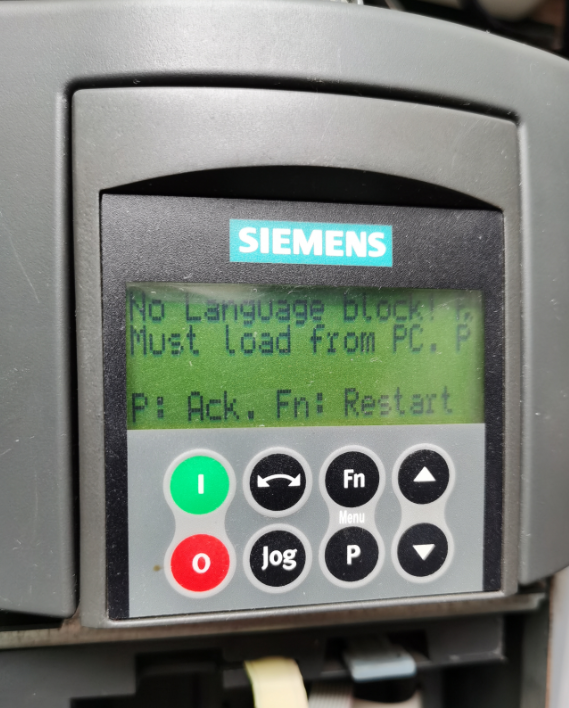 SIEMENS
No Language block! P
Must load from PC. P
P: Ack. Fn: Restart
I
Fn
Menu
O
Jog
P